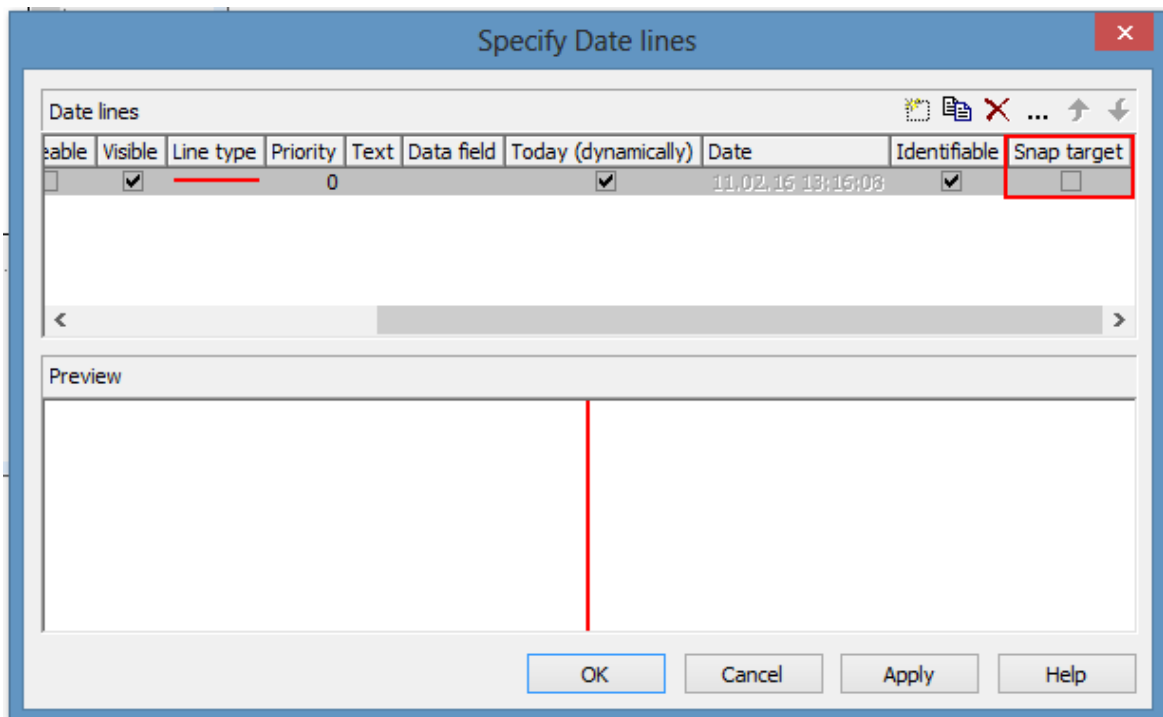 Specify Date lines
Date lines
eable Visible Line type Priority Text Data field Today (dynamically) Date Identifiable Snap target
0 11.02.16 13:16:08
Preview
OK Cancel Apply Help